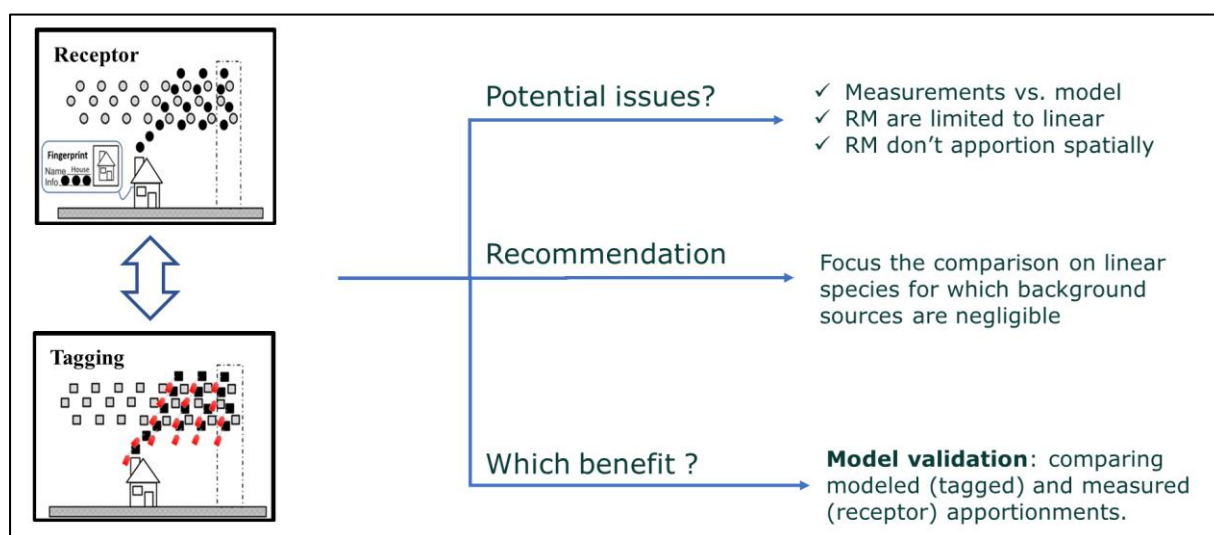 Receptor
Fingerprint
Name House
Info
Tagging
Potential issues?
✓ Measurements vs. model
✓ RM are limited to linear
✓ RM don't apportion spatially
Recommendation
Focus the comparison on linear
species for which background
sources are negligible
Which benefit ?
Model validation: comparing
modeled (tagged) and measured
(receptor) apportionments.